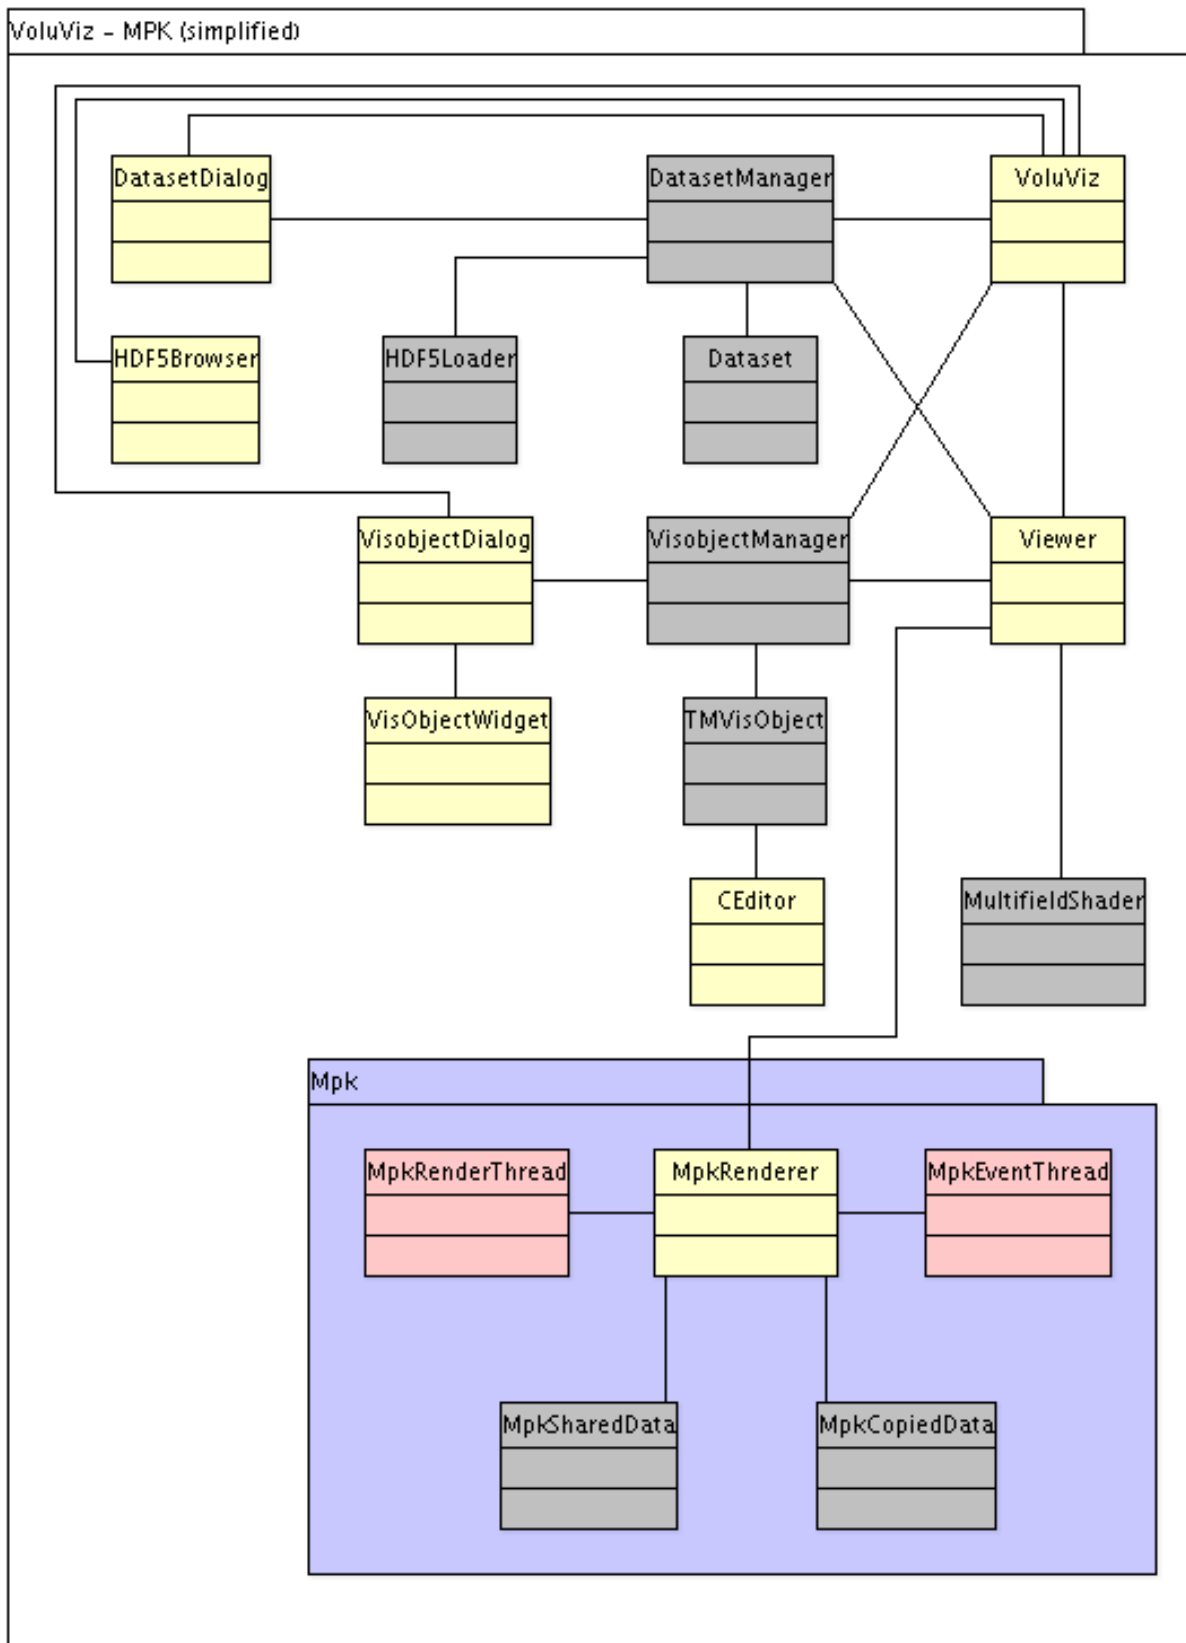 VoluViz - MPK (simplified)
DatasetDialog
DatasetManager
VoluViz
HDF5Browser
HDF5Loader
Dataset
VisobjectDialog
VisobjectManager
Viewer
VisObjectWidget
TMVisObject
CEditor
MultifieldShader
Mpk
MpkRenderThread
MpkRenderer
MpkEventThread
MpkSharedData
MpkCopiedData